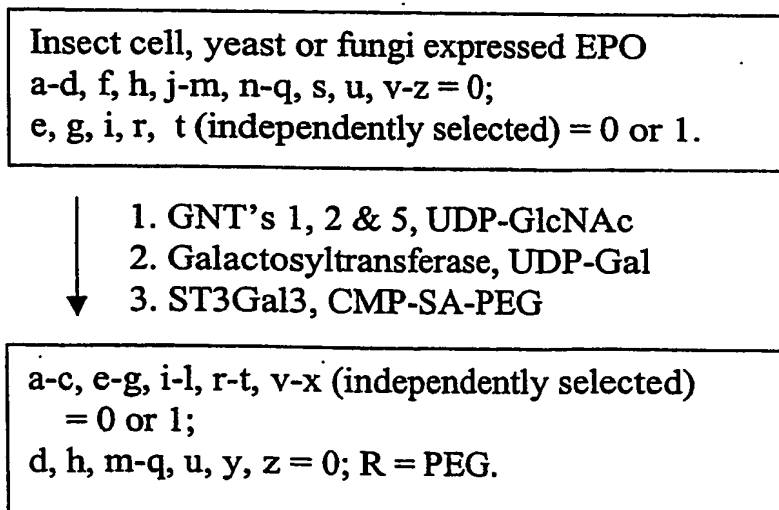 Insect cell, yeast or fungi expressed EPO
a-d, f, h, j-m, n-q, s, u, v-z = 0;
e, g, i, r, t (independently selected) = 0 or 1.
1. GNT's 1, 2 & 5, UDP-GlcNAc
2. Galactosyltransferase, UDP-Gal
3. ST3Gal3, CMP-SA-PEG
a-c, e-g, i-l, r-t, v-x (independently selected)
= 0 or 1;
d, h, m-q, u, y, z = 0; R = PEG.